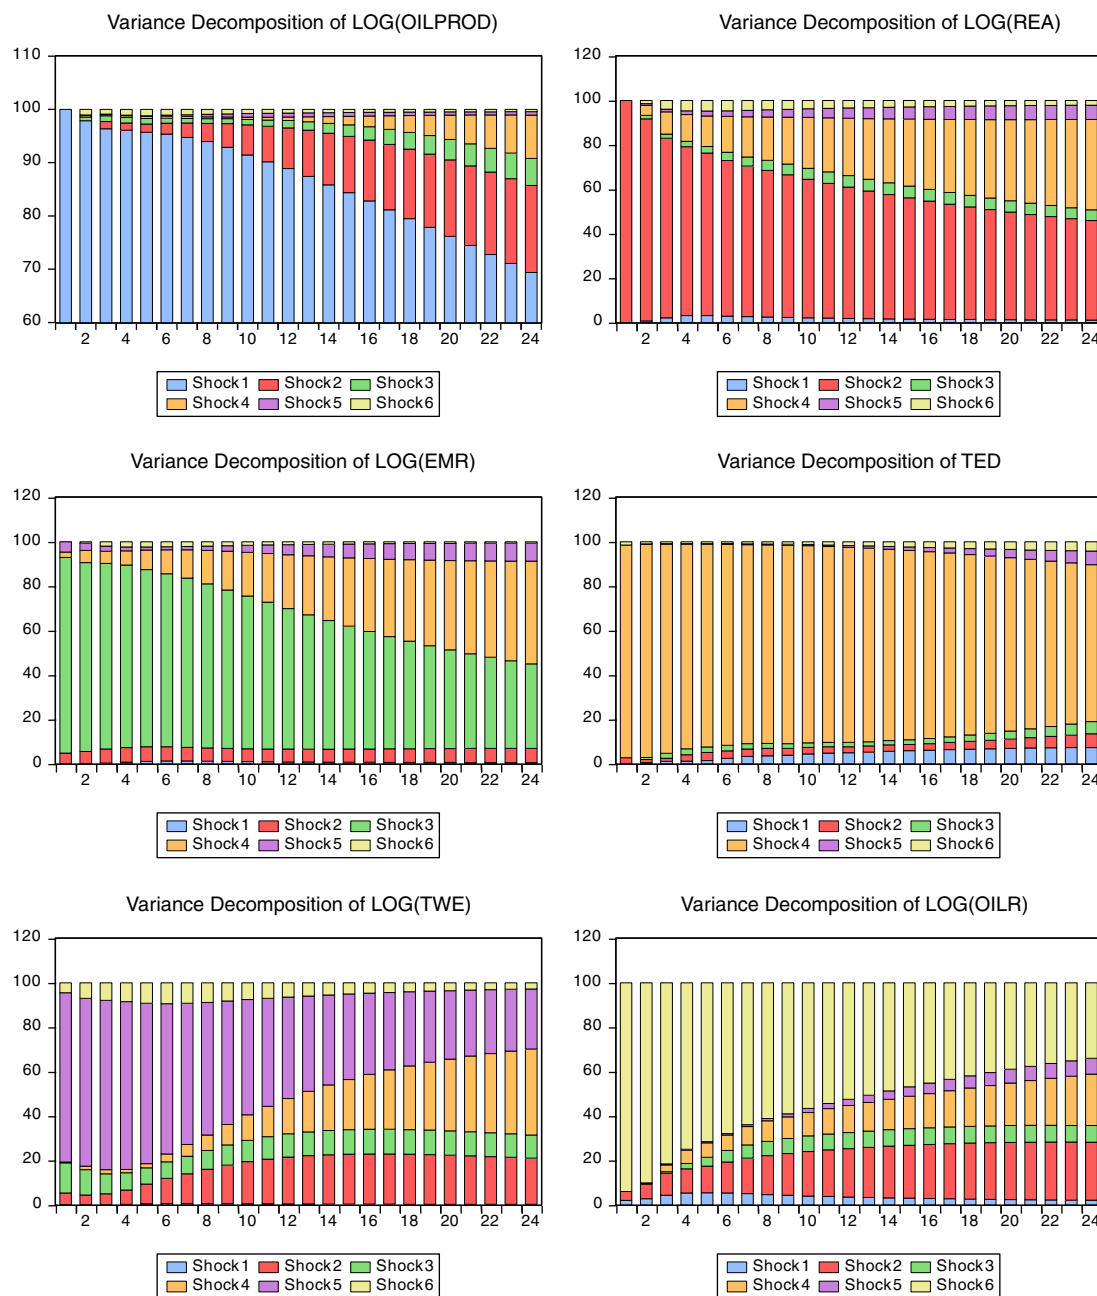 Variance Decomposition of LOG(OILPROD)
110
100
90
80
70
60
2 4 6 8 10 12 14 16 18 20 22 24
Shock1 Shock2 Shock3
Shock4 Shock5 Shock6
Variance Decomposition of LOG(REA)
120
100
80
60
40
20
0
2 4 6 8 10 12 14 16 18 20 22 24
Shock1 Shock2 Shock3
Shock4 Shock5 Shock6
Variance Decomposition of LOG(EMR)
120
100
80
60
40
20
0
2 4 6 8 10 12 14 16 18 20 22 24
Shock1 Shock2 Shock3
Shock4 Shock5 Shock6
Variance Decomposition of TED
120
100
80
60
40
20
0
2 4 6 8 10 12 14 16 18 20 22 24
Shock1 Shock2 Shock3
Shock4 Shock5 Shock6
Variance Decomposition of LOG(TWE)
120
100
80
60
40
20
0
2 4 6 8 10 12 14 16 18 20 22 24
Shock1 Shock2 Shock3
Shock4 Shock5 Shock6
Variance Decomposition of LOG(OILR)
120
100
80
60
40
20
0
2 4 6 8 10 12 14 16 18 20 22 24
Shock1 Shock2 Shock3
Shock4 Shock5 Shock6